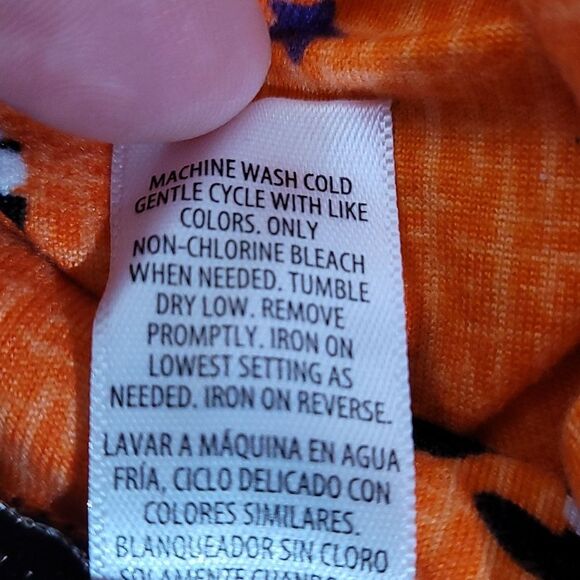 MACHINE WASH COLD
GENTLE CYCLE WITH LIKE
COLORS. ONLY
NON-CHLORINE BLEACH
WHEN NEEDED. TUMBLE
DRY LOW. REMOVE
PROMPTLY. IRON ON
LOWEST SETTING AS
NEEDED. IRON ON REVERSE.
LAVAR A MÁQUINA EN AGUA
FRÍA, CICLO DELICADO CON
COLORES SIMILARES.
BLANQUEADOR SIN CLORO
SOLAMENTE CUANDO